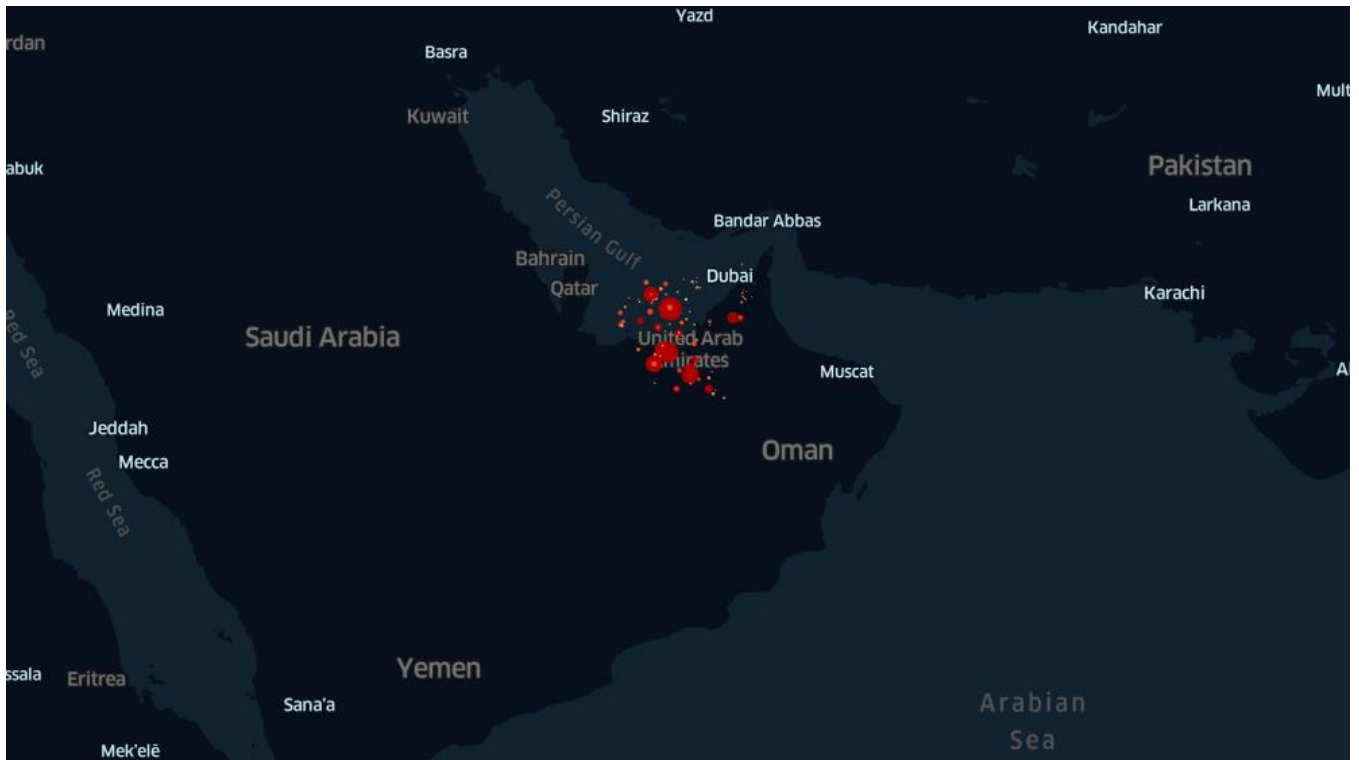 Yazd
Kandahar
rdan
Basra
Mult
Kuwait
Shiraz
Pakistan
abuk
Larkana
Persian Gulf
Bandar Abbas
Bahrain
Dubai
Qatar
Karachi
Medina
Red Sea
Saudi Arabia
United Arab
Emirates
Muscat
Al
Jeddah
Oman
Mecca
Red Sea
Yemen
ssala
Eritrea
Sana'a
Arabian
Sea
Mek'elē